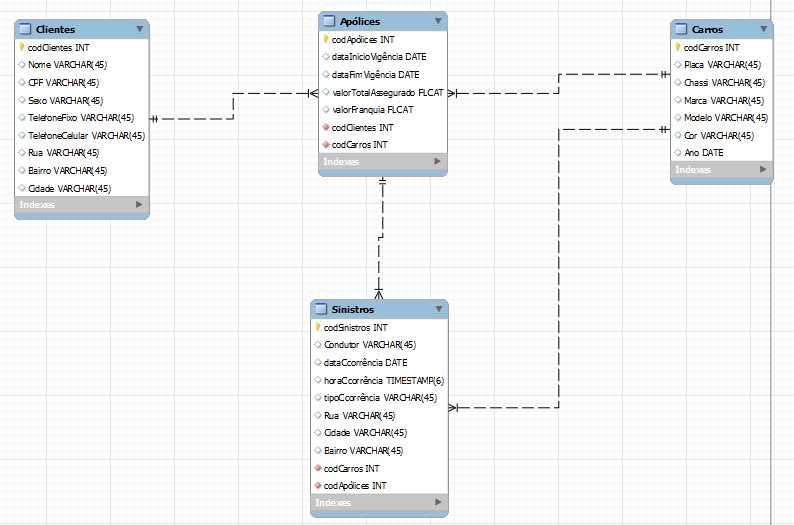 Clientes
codClientes INT
Nome VARCHAR(45)
CPF VARCHAR(45)
Sexo VARCHAR(45)
TelefoneFixo VARCHAR(45)
TelefoneCelular VARCHAR(45)
Rua VARCHAR(45)
Bairro VARCHAR(45)
Cidade VARCHAR(45)
Indexes
Apólices
codApólices INT
dataInicioVigência DATE
dataFimVigência DATE
valorTotalAssegurado FLOAT
valorFranquia FLOAT
codClientes INT
codCarros INT
Indexes
Carros
codCarros INT
Placa VARCHAR(45)
Chassi VARCHAR(45)
Marca VARCHAR(45)
Modelo VARCHAR(45)
Cor VARCHAR(45)
Ano DATE
Indexes
Sinistros
codSinistros INT
Condutor VARCHAR(45)
dataOcorrência DATE
horaOcorrência TIMESTAMP(6)
tipoOcorrência VARCHAR(45)
Rua VARCHAR(45)
Cidade VARCHAR(45)
Bairro VARCHAR(45)
codCarros INT
codApólices INT
Indexes